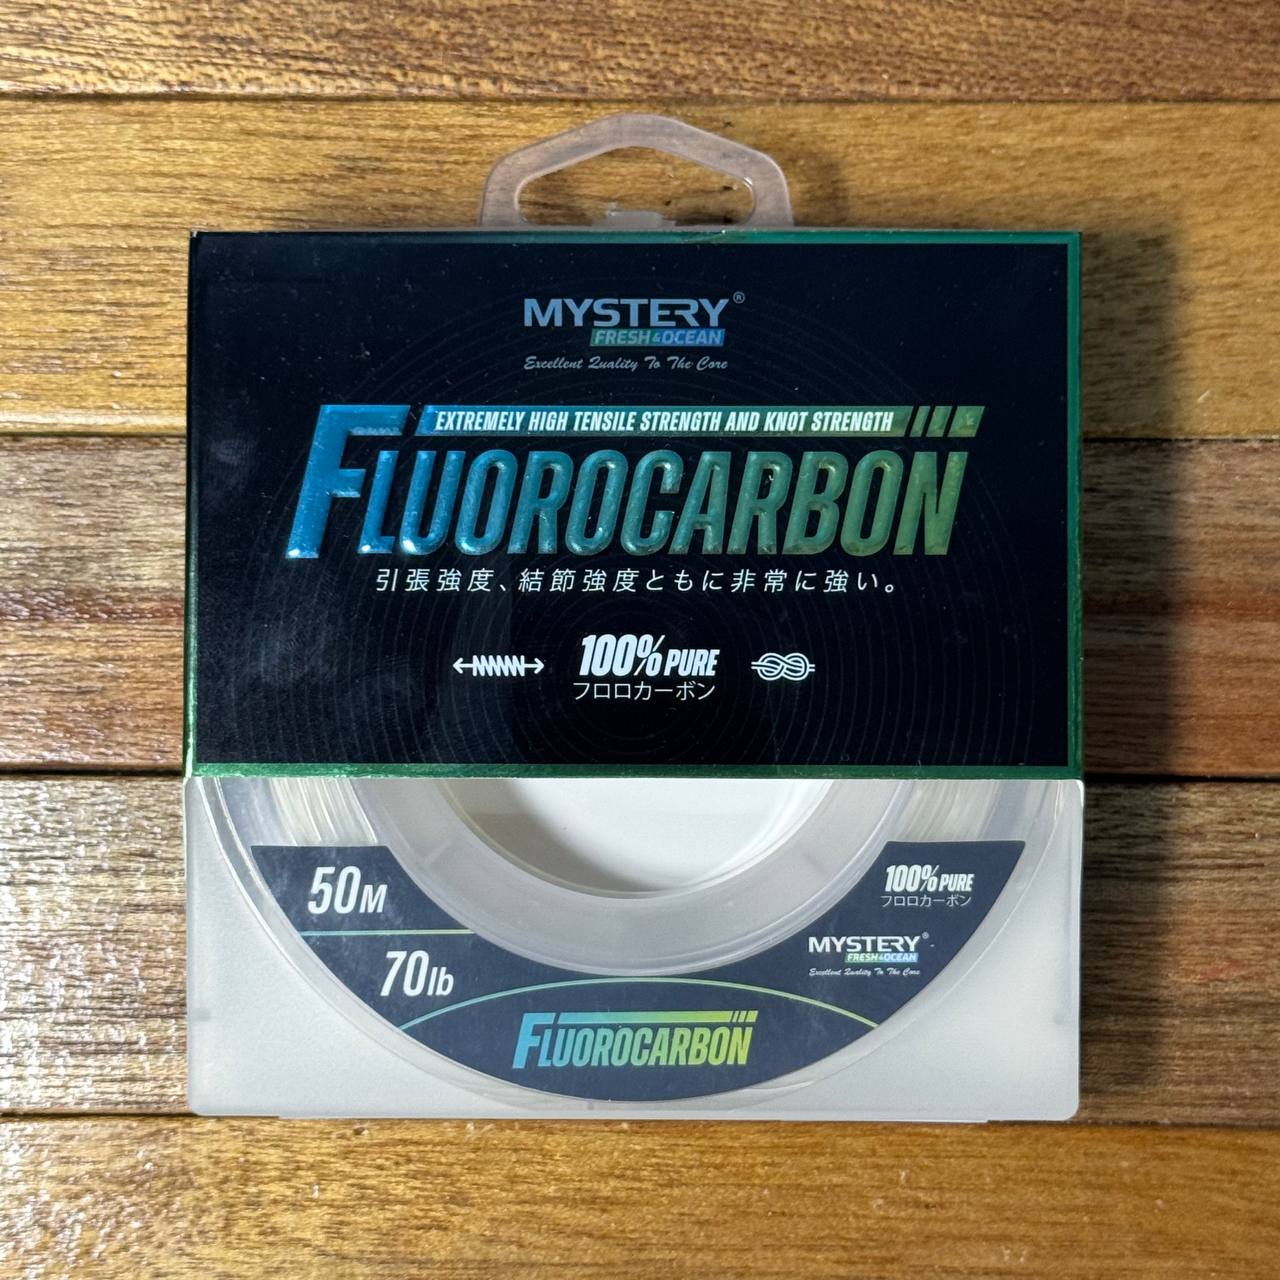 MYSTERY®
FRESH&OCEAN
Excellent Quality To The Core
EXTREMELY HIGH TENSILE STRENGTH AND KNOT STRENGTH
FLUOROCARBON
引張強度、結節強度ともに非常に強い。
100% PURE
フロロカーボン
50M
70lb
100% PURE
フロロカーボン
MYSTERY®
FRESH&OCEAN
Excellent Quality To The Core
FLUOROCARBON